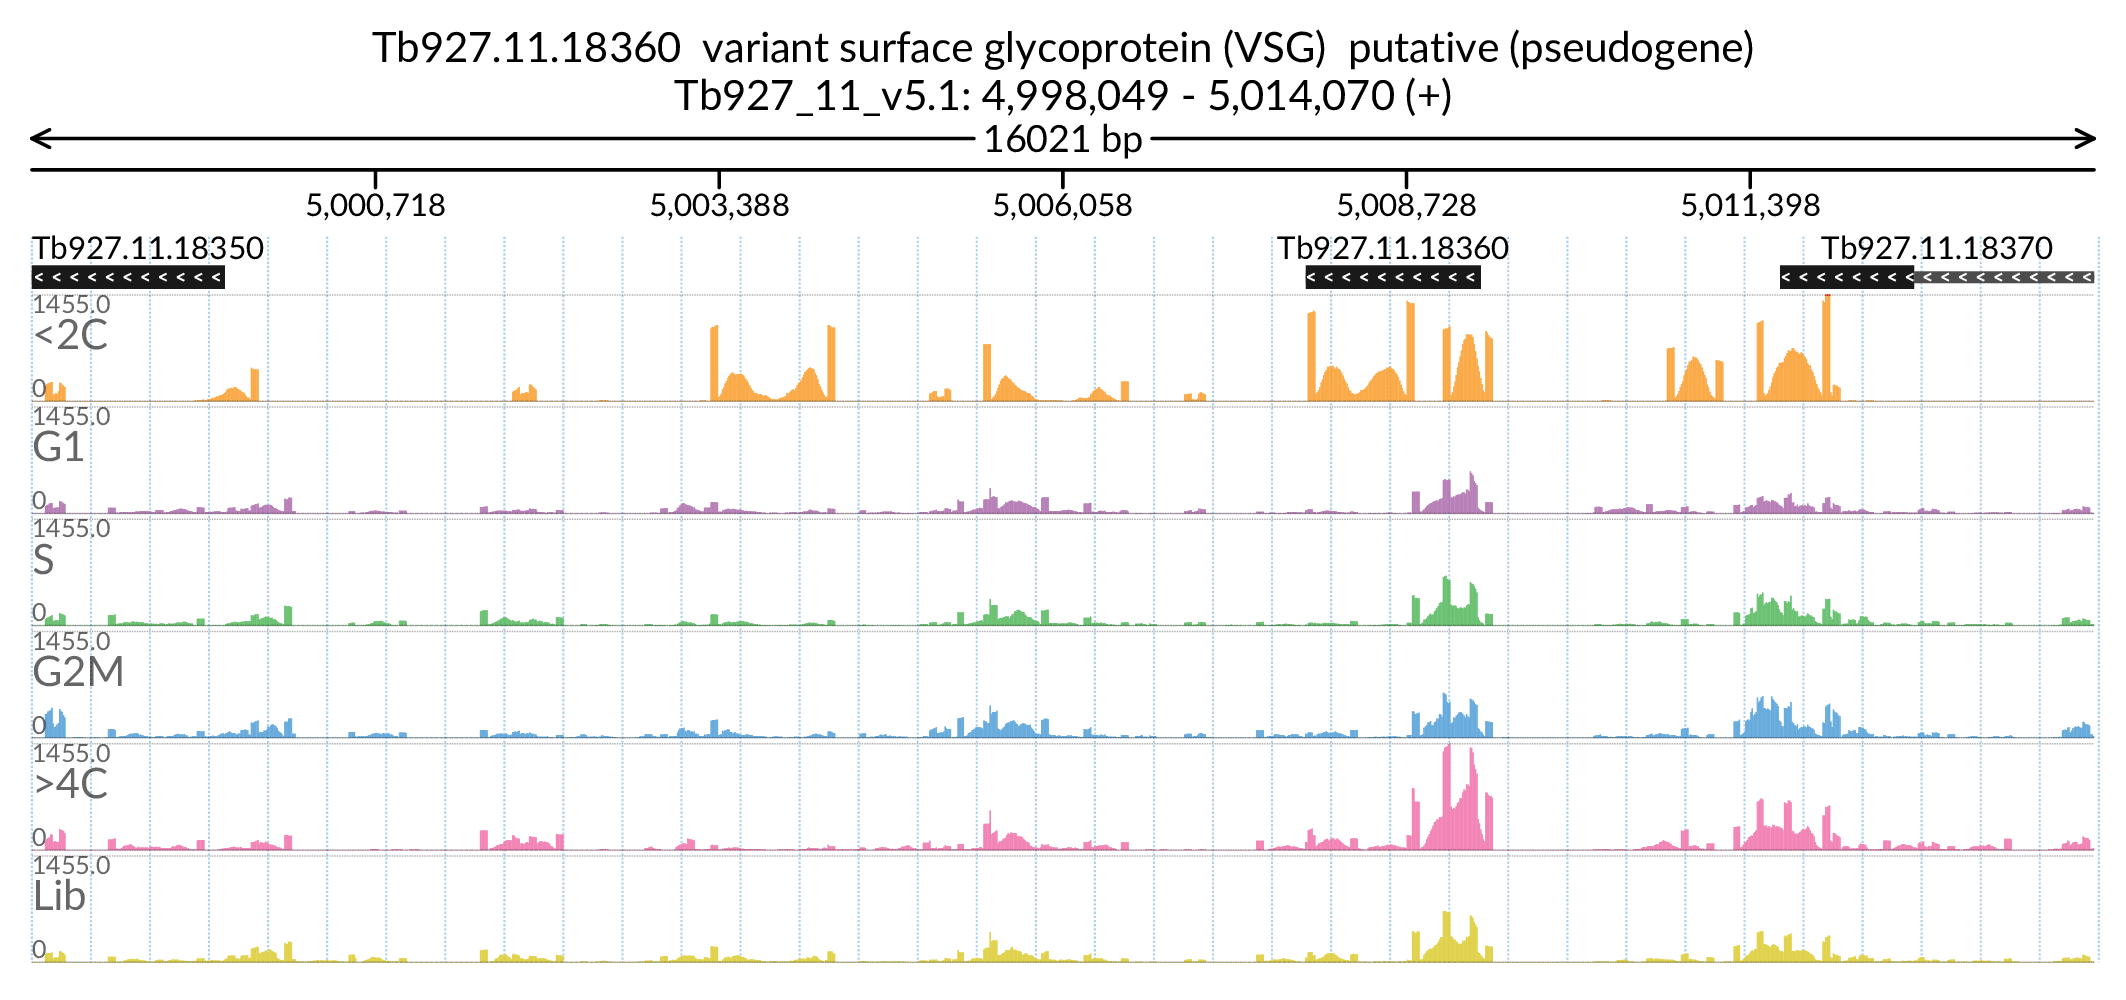 Tb927.11.18360  variant surface glycoprotein (VSG)  putative (pseudogene)
Tb927_11_v5.1: 4,998,049 - 5,014,070 (+)
16021 bp
5,000,718 5,003,388 5,006,058 5,008,728 5,011,398
Tb927.11.18350 Tb927.11.18360 Tb927.11.18370
1455.0
<2C
0
1455.0
G1
0
1455.0
S
0
1455.0
G2M
0
1455.0
>4C
0
1455.0
Lib
0